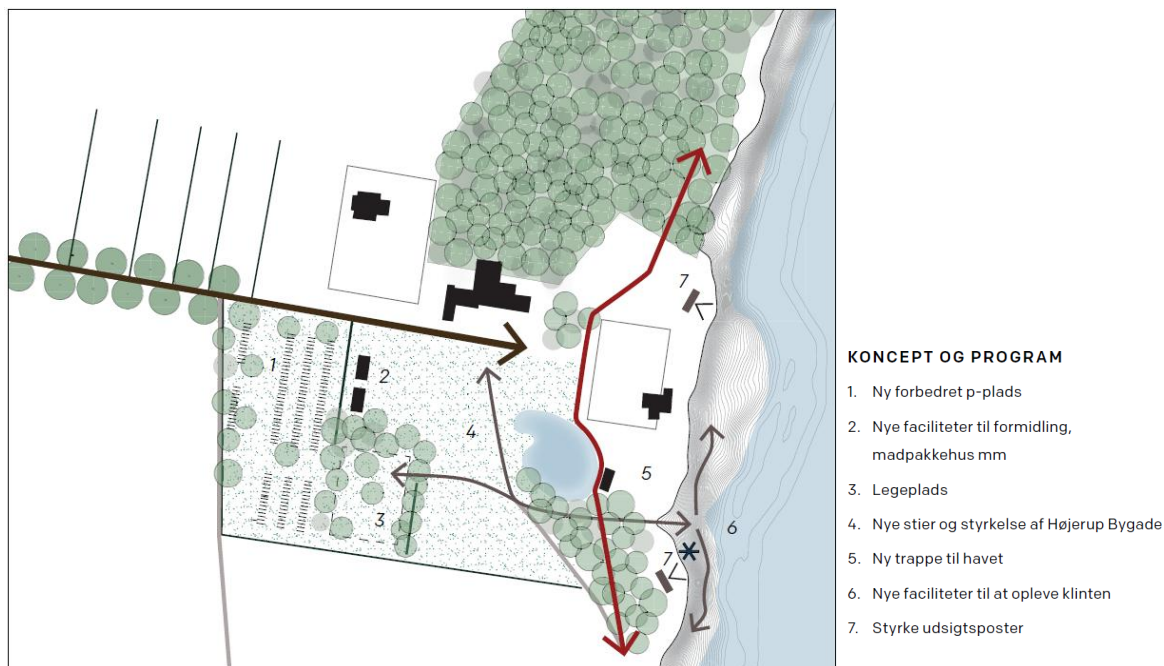 1
2
3
4
5
6
7
7
KONCEPT OG PROGRAM
1. Ny forbedret p-plads
2. Nye faciliteter til formidling,
madpakkehus mm
3. Legeplads
4. Nye stier og styrkelse af Højerup Bygade
5. Ny trappe til havet
6. Nye faciliteter til at opleve klinten
7. Styrke udsigtsposter